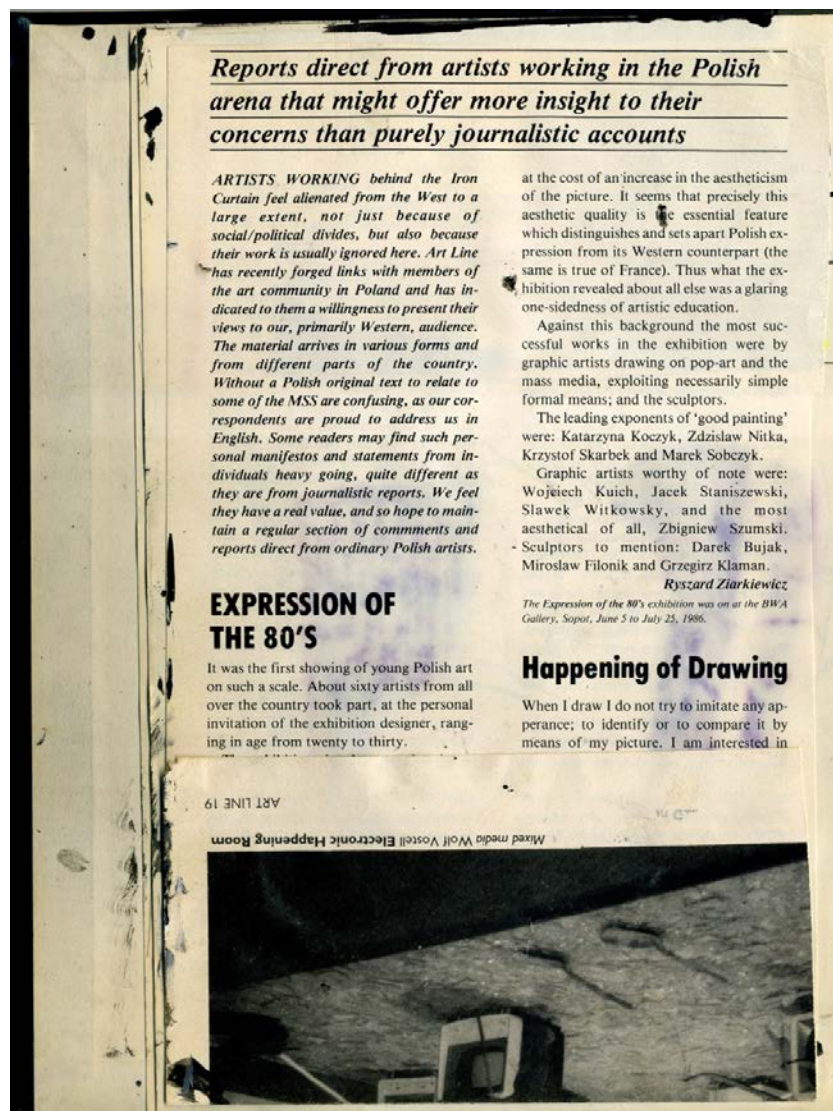 Reports direct from artists working in the Polish
arena that might offer more insight to their
concerns than purely journalistic accounts
ARTISTS WORKING behind the Iron
Curtain feel alienated from the West to a
large extent, not just because of
social/political divides, but also because
their work is usually ignored here. Art Line
has recently forged links with members of
the art community in Poland and has in-
dicated to them a willingness to present their
views to our, primarily Western, audience.
The material arrives in various forms and
from different parts of the country.
Without a Polish original text to relate to
some of the MSS are confusing, as our cor-
respondents are proud to address us in
English. Some readers may find such per-
sonal manifestos and statements from in-
dividuals heavy going, quite different as
they are from journalistic reports. We feel
they have a real value, and so hope to main-
tain a regular section of commments and
reports direct from ordinary Polish artists.
EXPRESSION OF
THE 80'S
It was the first showing of young Polish art
on such a scale. About sixty artists from all
over the country took part, at the personal
invitation of the exhibition designer, rang-
ing in age from twenty to thirty.
at the cost of an increase in the aestheticism
of the picture. It seems that precisely this
aesthetic quality is the essential feature
which distinguishes and sets apart Polish ex-
pression from its Western counterpart (the
same is true of France). Thus what the ex-
hibition revealed about all else was a glaring
one-sidedness of artistic education.
Against this background the most suc-
cessful works in the exhibition were by
graphic artists drawing on pop-art and the
mass media, exploiting necessarily simple
formal means; and the sculptors.
The leading exponents of 'good painting'
were: Katarzyna Koczyk, Zdzislaw Nitka,
Krzystof Skarbek and Marek Sobczyk.
Graphic artists worthy of note were:
Wojeiech Kuich, Jacek Staniszewski,
Slawek Witkowsky, and the most
aesthetical of all, Zbigniew Szumski.
Sculptors to mention: Darek Bujak,
Miroslaw Filonik and Grzegirz Klaman.
Ryszard Ziarkiewicz
The Expression of the 80's exhibition was on at the BWA
Gallery, Sopot, June 5 to July 25, 1986.
Happening of Drawing
When I draw I do not try to imitate any ap-
perance; to identify or to compare it by
means of my picture. I am interested in
ART LINE 19
Mixed media Wolf Vostell Electronic Happening Room